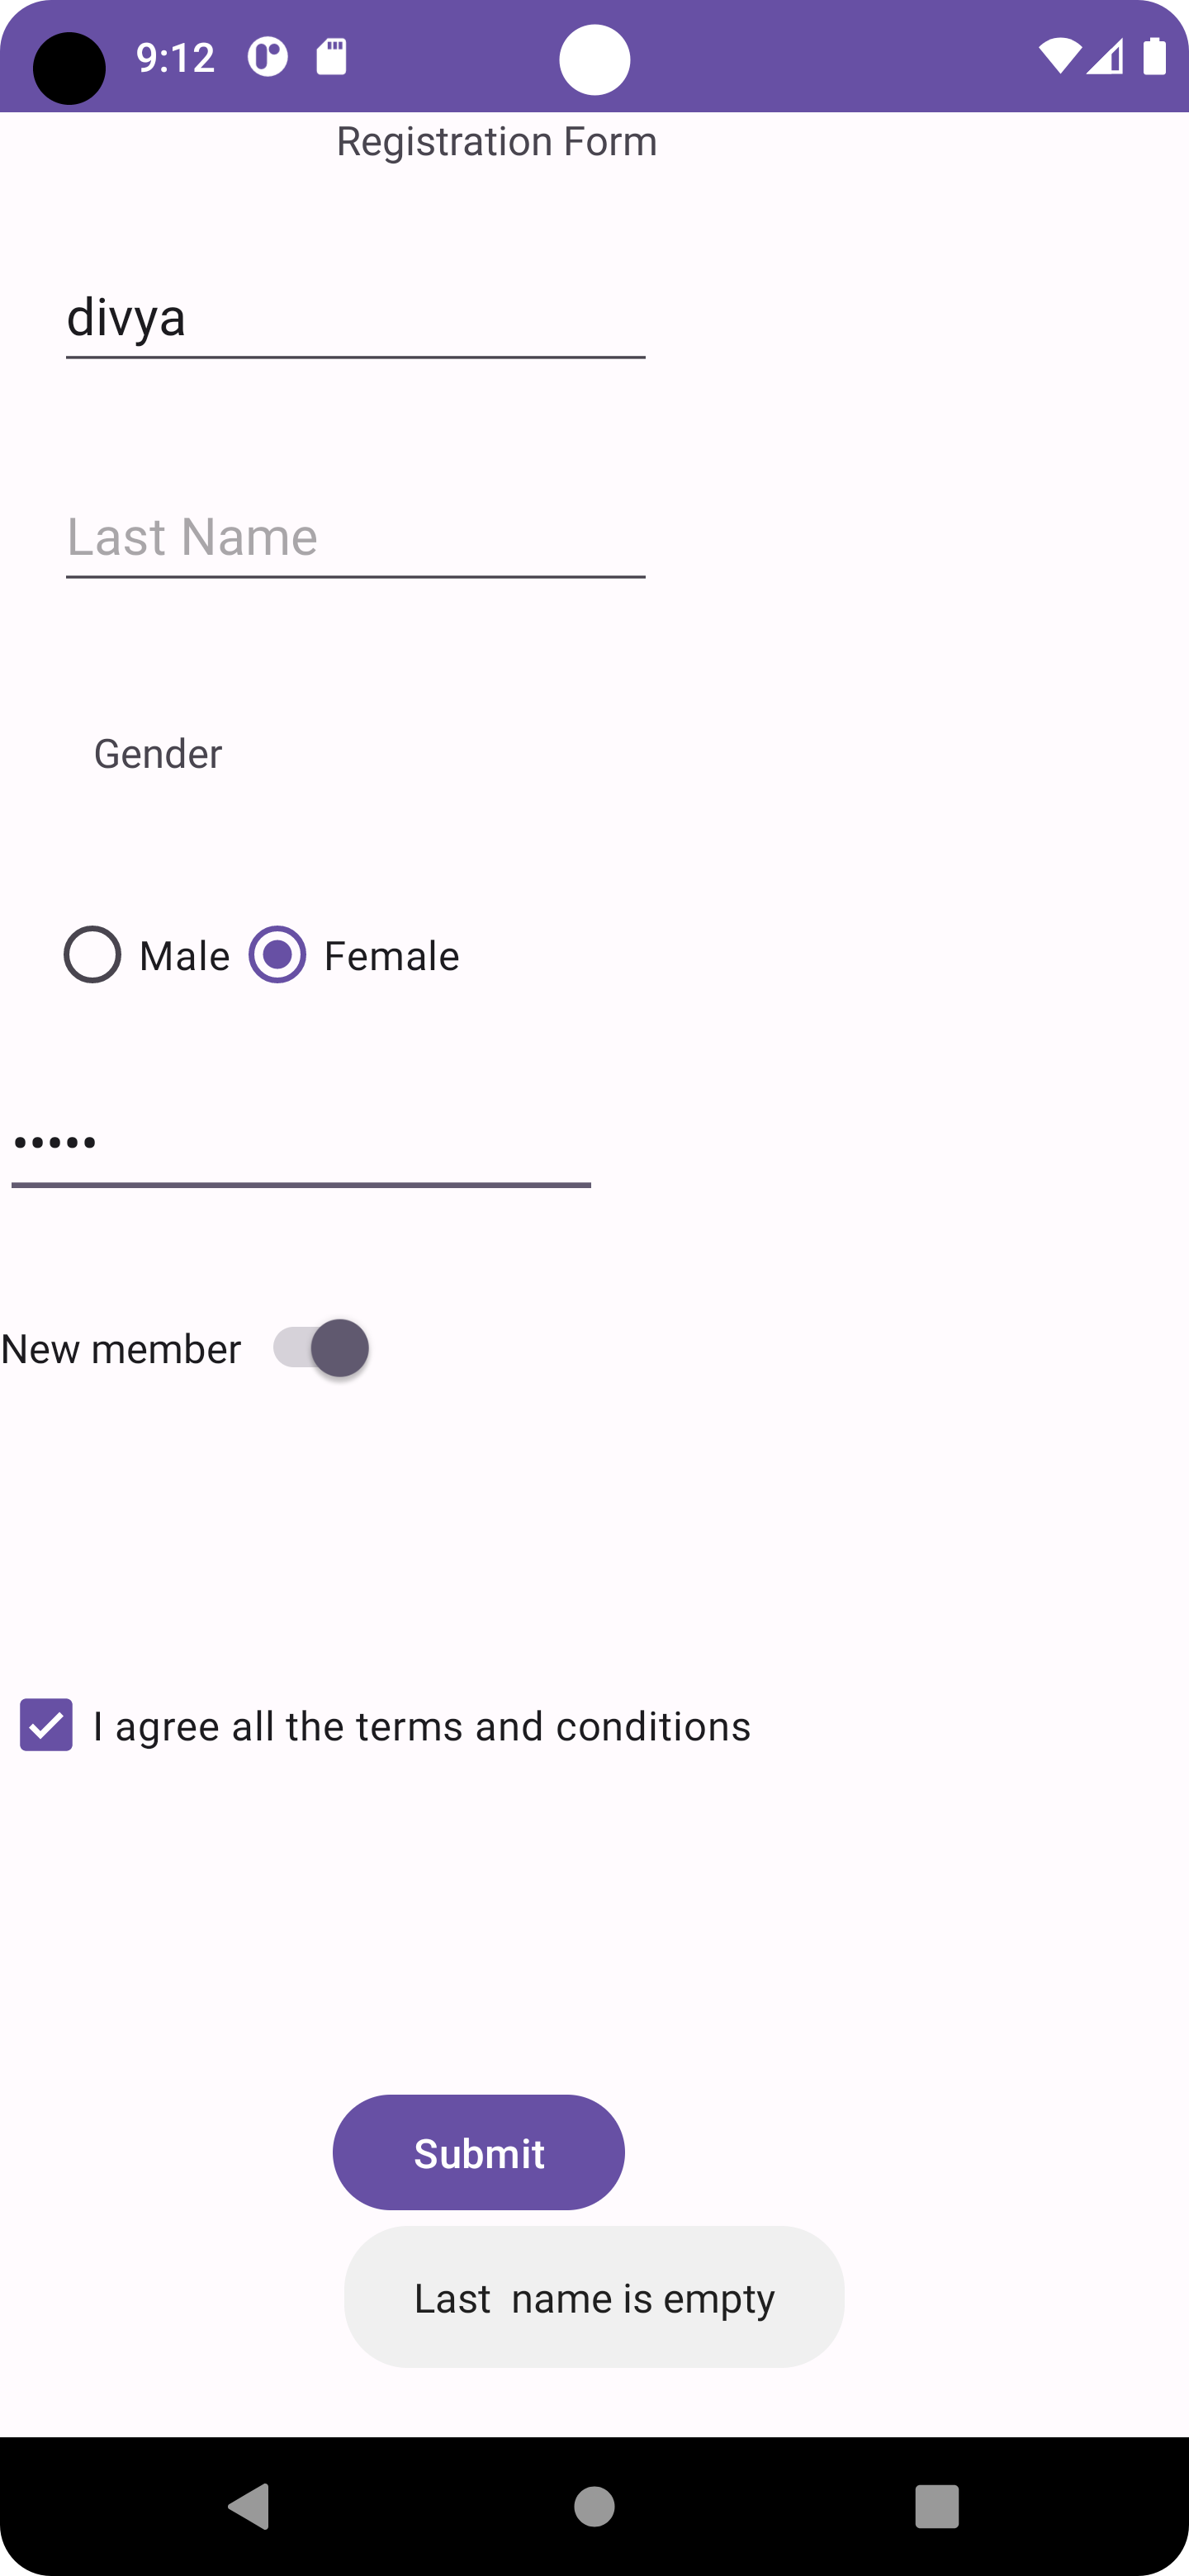 9:12
Registration Form
divya
Last Name
Gender
Male Female
•••••
New member
I agree all the terms and conditions
Submit
Last  name is empty